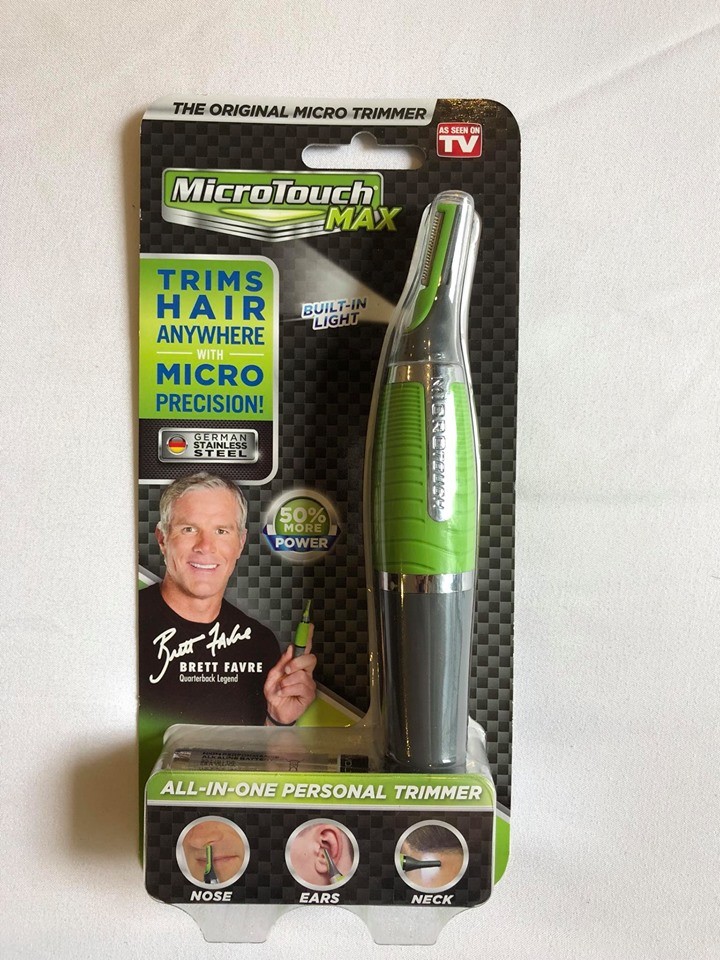 THE ORIGINAL MICRO TRIMMER
AS SEEN ON
TV
MICROTOUCH
MAX
BUILT-IN
LIGHT
TRIMS
HAIR
ANYWHERE
WITH
MICRO
PRECISION!
GERMAN
STAINLESS
STEEL
MICROTOUCH
50%
MORE
POWER
Brett Favre
BRETT FAVRE
Quarterback Legend
ALL-IN-ONE PERSONAL TRIMMER
NOSE
EARS
NECK